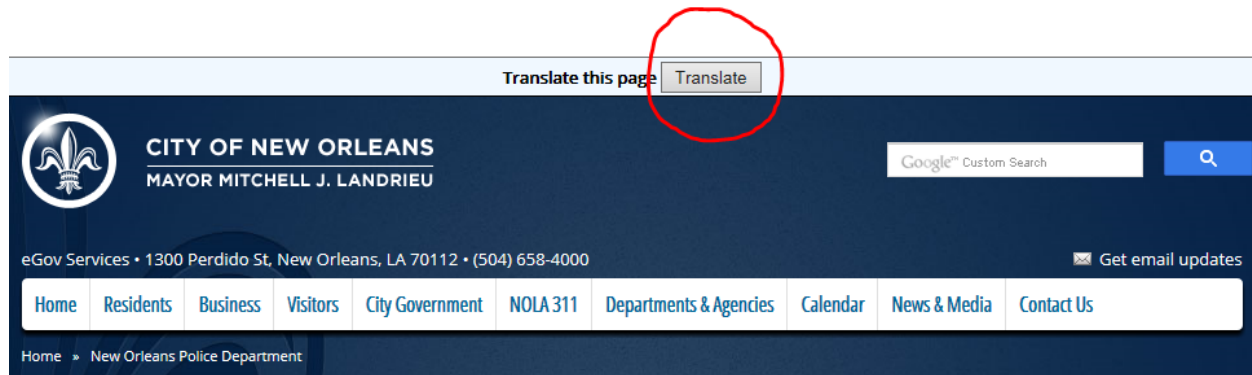 Translate this page Translate
CITY OF NEW ORLEANS
MAYOR MITCHELL J. LANDRIEU
Google™ Custom Search
eGov Services • 1300 Perdido St, New Orleans, LA 70112 • (504) 658-4000
Get email updates
Home Residents Business Visitors City Government NOLA 311 Departments & Agencies Calendar News & Media Contact Us
Home » New Orleans Police Department